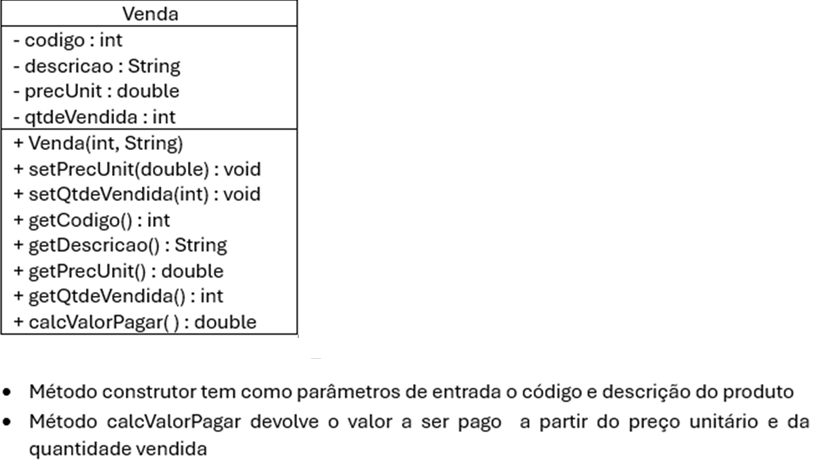 Venda
- codigo : int
- descricao : String
- precUnit : double
- qtdeVendida : int
+ Venda(int, String)
+ setPrecUnit(double) : void
+ setQtdeVendida(int) : void
+ getCodigo() : int
+ getDescricao() : String
+ getPrecUnit() : double
+ getQtdeVendida() : int
+ calcValorPagar( ) : double
• Método construtor tem como parâmetros de entrada o código e descrição do produto
• Método calcValorPagar devolve o valor a ser pago a partir do preço unitário e da
quantidade vendida